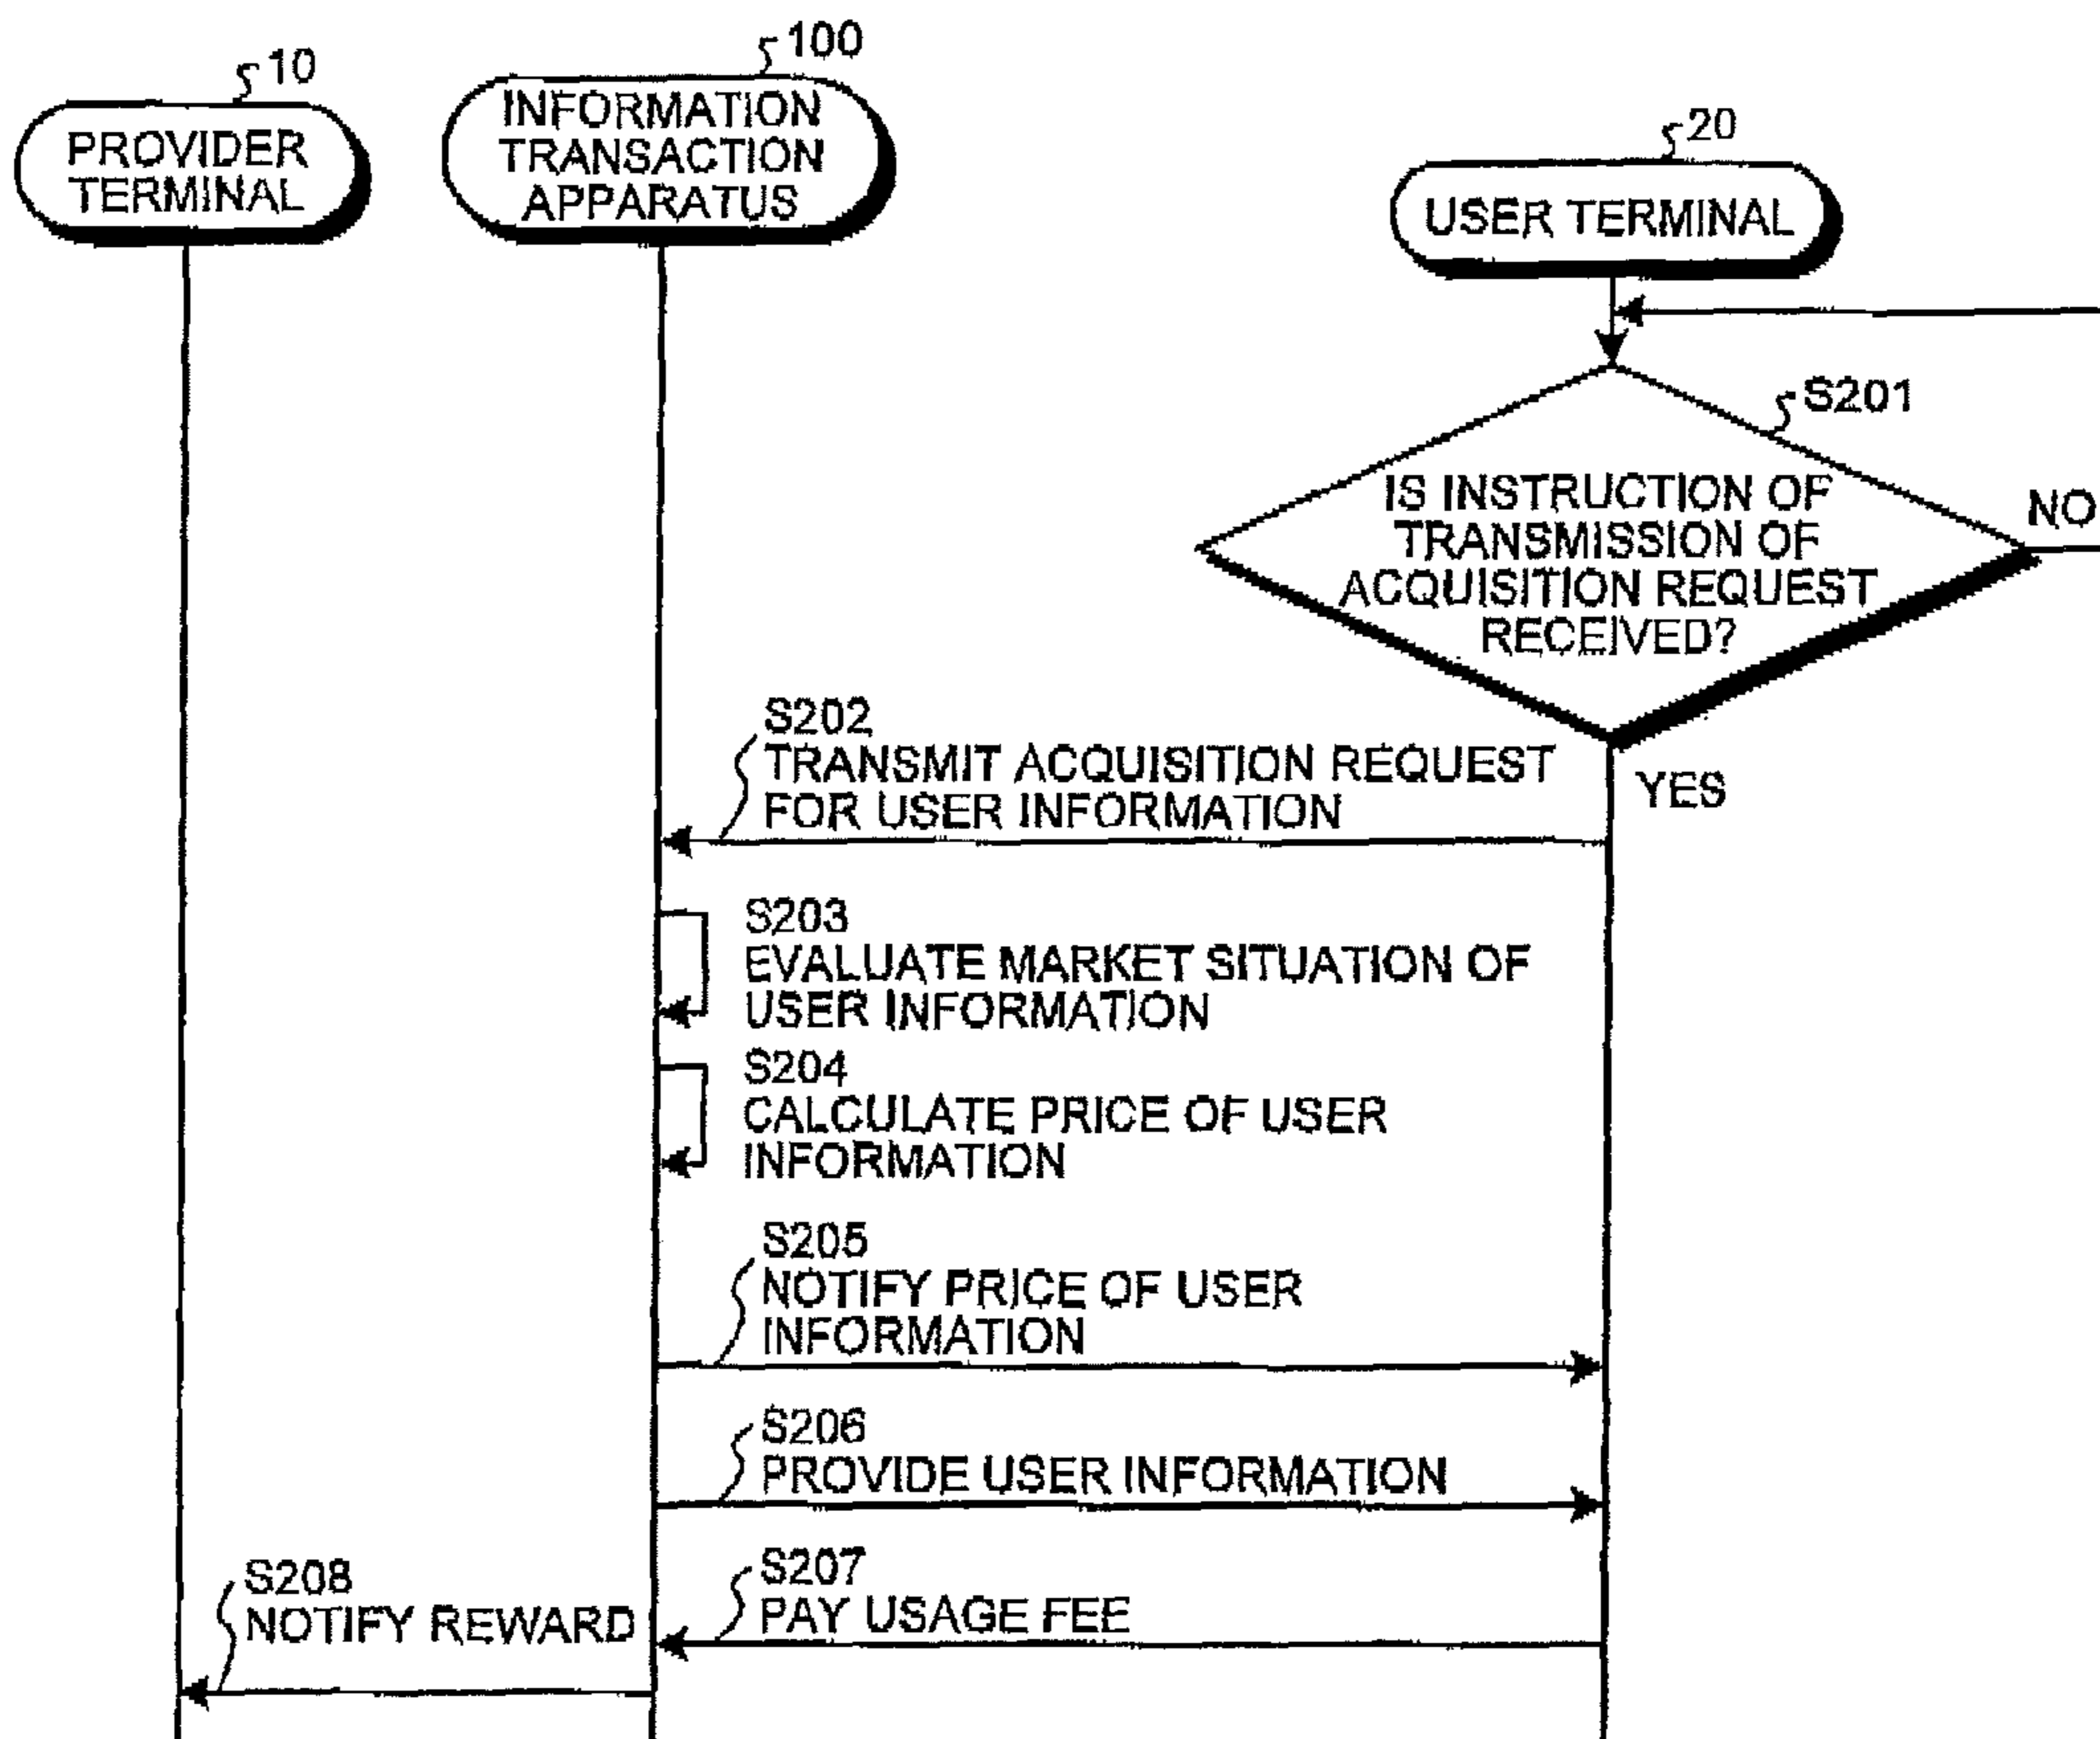 10
PROVIDER
TERMINAL
100
INFORMATION
TRANSACTION
APPARATUS
20
USER TERMINAL
S201
IS INSTRUCTION OF
TRANSMISSION OF
ACQUISITION REQUEST
RECEIVED?
NO
YES
S202
TRANSMIT ACQUISITION REQUEST
FOR USER INFORMATION
S203
EVALUATE MARKET SITUATION OF
USER INFORMATION
S204
CALCULATE PRICE OF USER
INFORMATION
S205
NOTIFY PRICE OF USER
INFORMATION
S206
PROVIDE USER INFORMATION
S207
PAY USAGE FEE
S208
NOTIFY REWARD